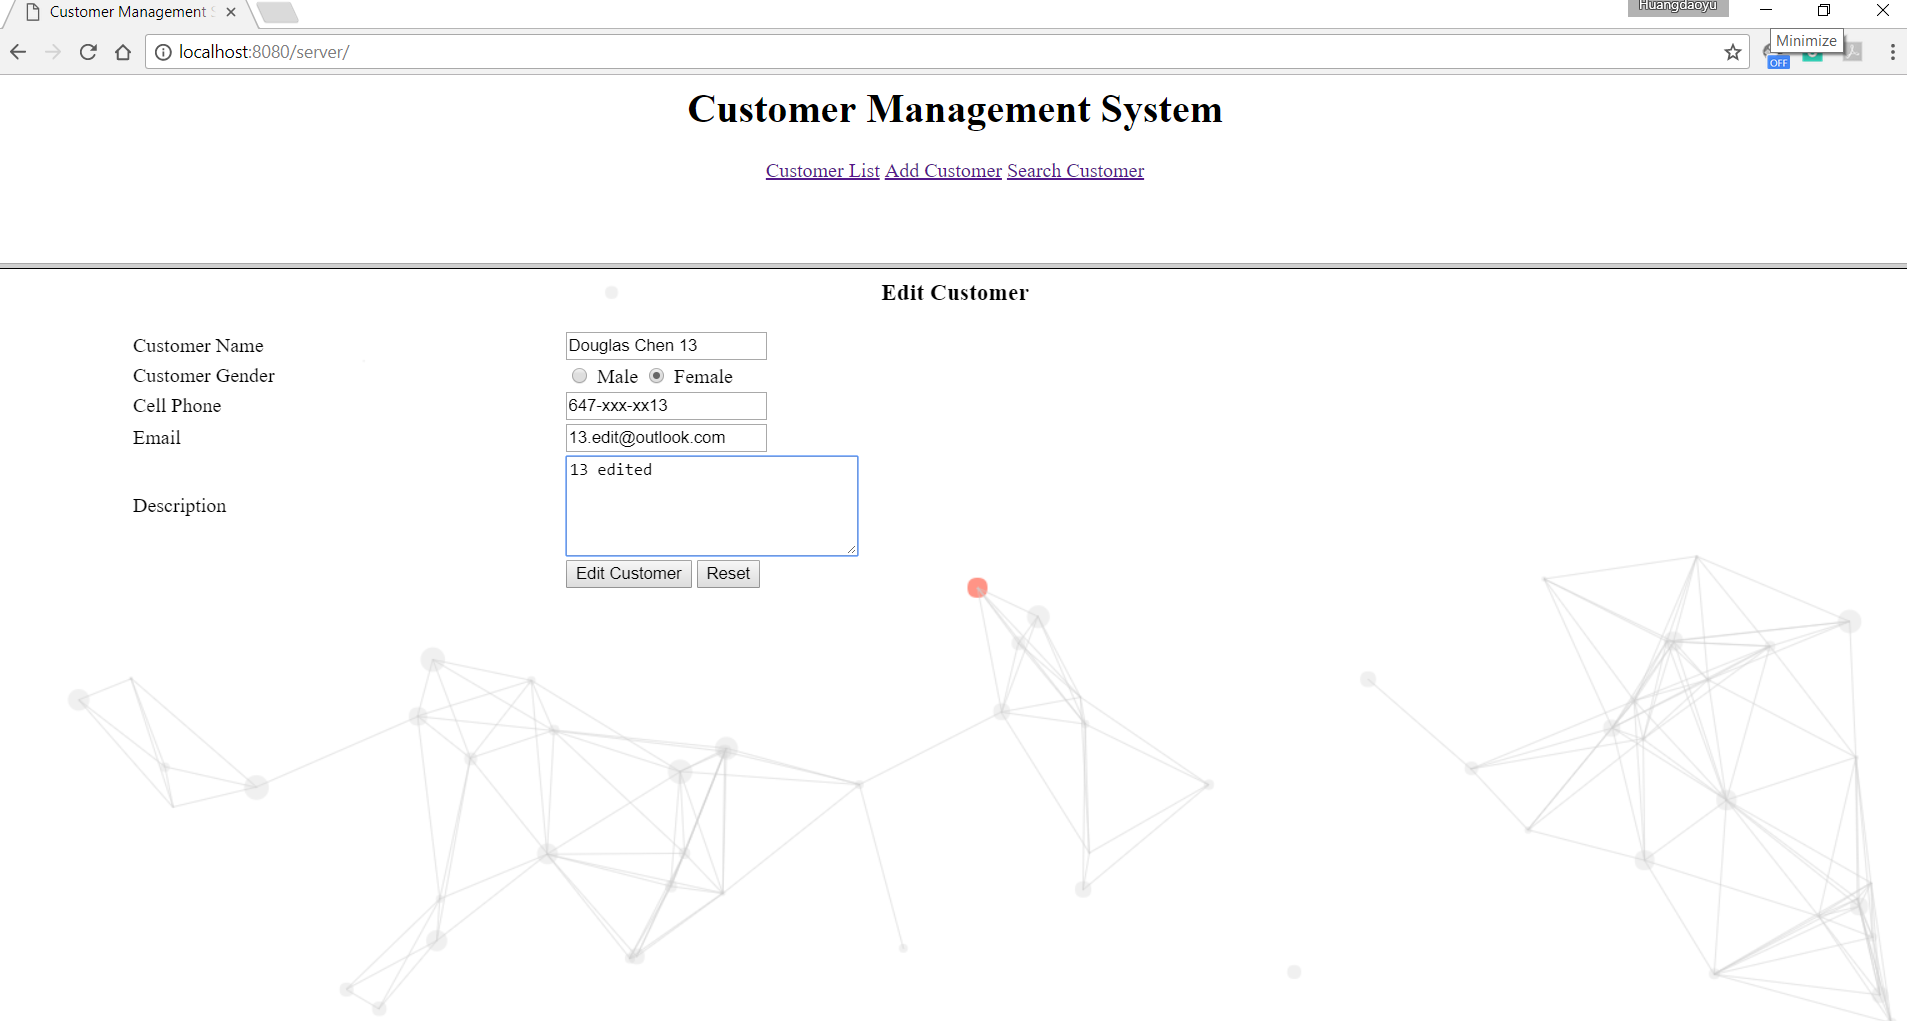 Customer Management S
Huangdaoyu
localhost:8080/server/
Minimize
OFF
Customer Management System
Customer List Add Customer Search Customer
Edit Customer
Customer Name Douglas Chen 13
Customer Gender Male Female
Cell Phone 647-xxx-xx13
Email 13.edit@outlook.com
13 edited
Description
Edit Customer Reset